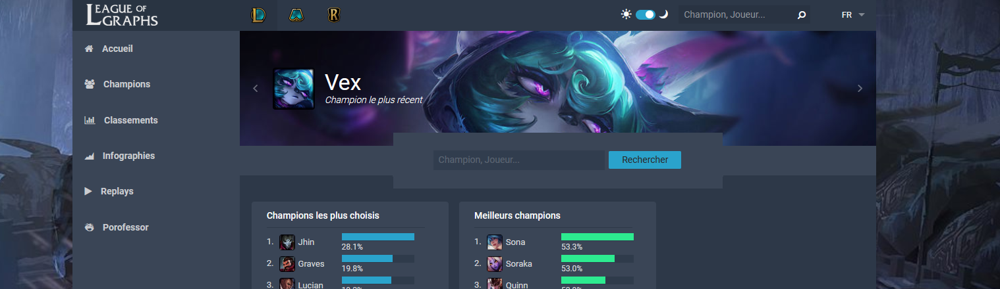 LEAGUE OF
GRAPHS
Champion, Joueur...
FR
Accueil
Champions
Classements
Infographies
Replays
Porofessor
Vex
Champion le plus récent
Champion, Joueur...
Rechercher
Champions les plus choisis
1. Jhin
28.1%
2. Graves
19.8%
3. Lucian
Meilleurs champions
1. Sona
53.3%
2. Soraka
53.0%
3. Quinn